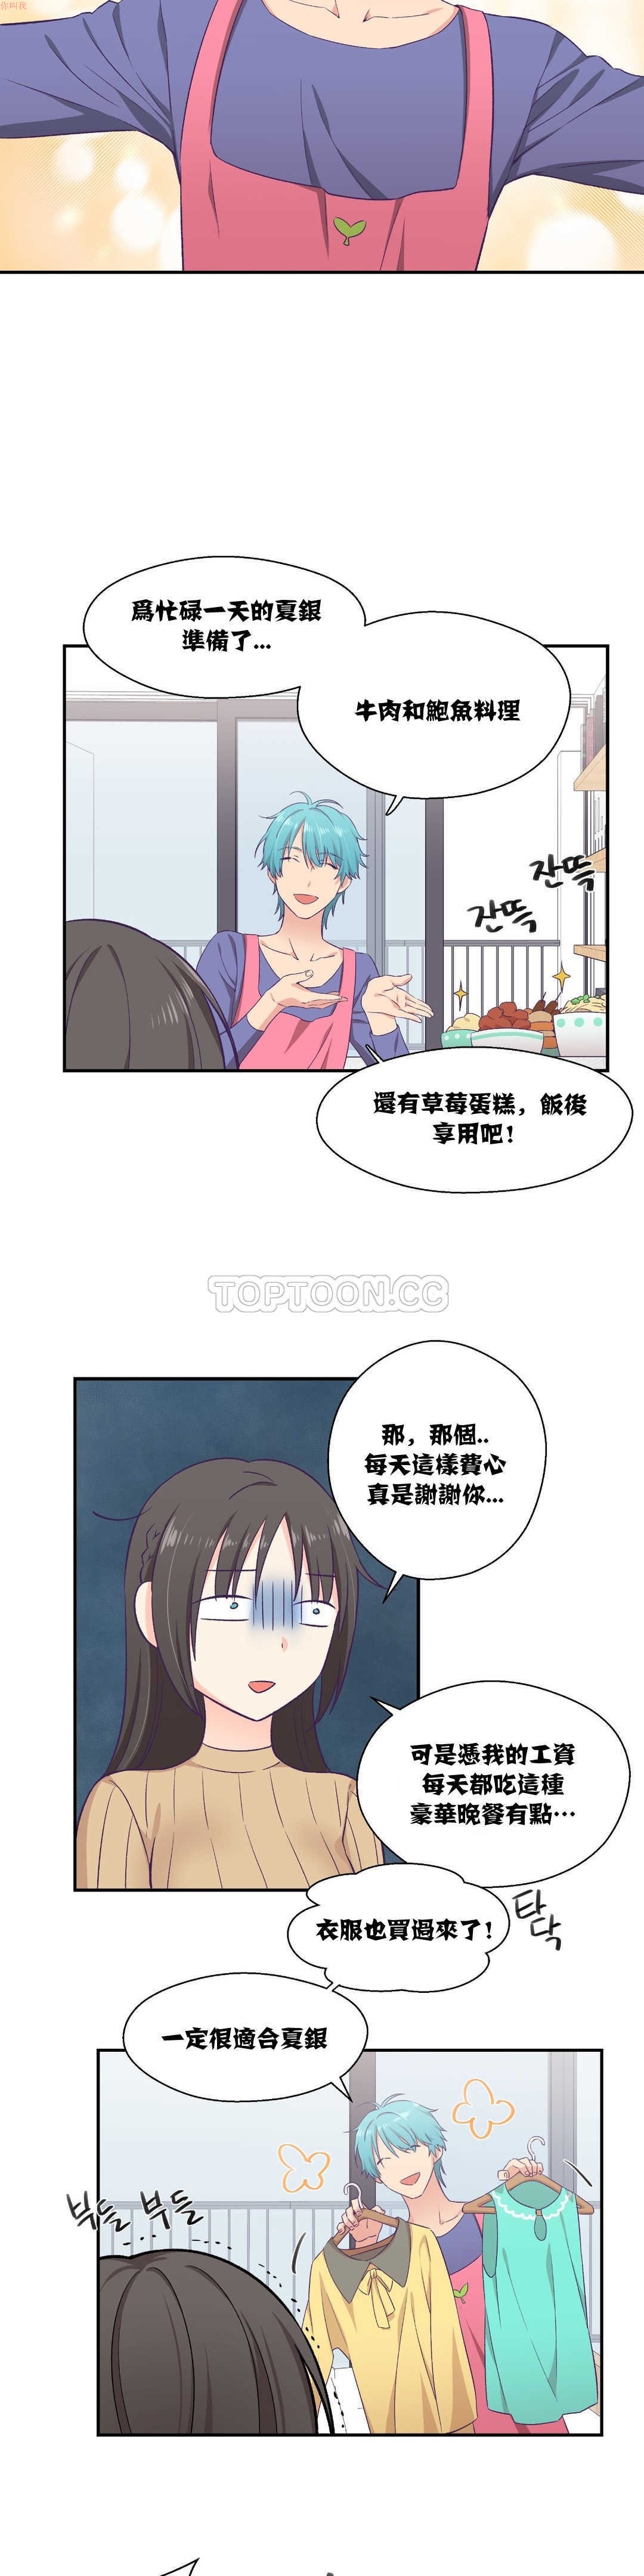 你叫我
爲忙碌一天的夏銀
準備了...
牛肉和鮑魚料理
잔뜩
잔뜩
還有草莓蛋糕，飯後
享用吧！
TOPTOON.CC
那，那個..
每天這樣費心
真是謝謝你...
可是憑我的工資
每天都吃這種
豪華晚餐有點…
타
닥
衣服也買過來了！
一定很適合夏銀
부들 부들